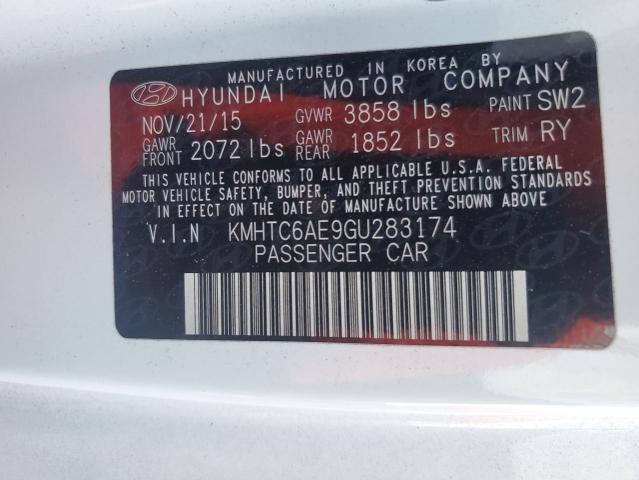 MANUFACTURED IN KOREA BY
HYUNDAI MOTOR COMPANY
NOV/21/15 GVWR 3858 lbs PAINT SW2
GAWR FRONT 2072 lbs GAWR REAR 1852 lbs TRIM RY
THIS VEHICLE CONFORMS TO ALL APPLICABLE U.S.A. FEDERAL
MOTOR VEHICLE SAFETY, BUMPER, AND THEFT PREVENTION STANDARDS
IN EFFECT ON THE DATE OF MANUFACTURE SHOWN ABOVE
V.I.N KMHTC6AE9GU283174
PASSENGER CAR